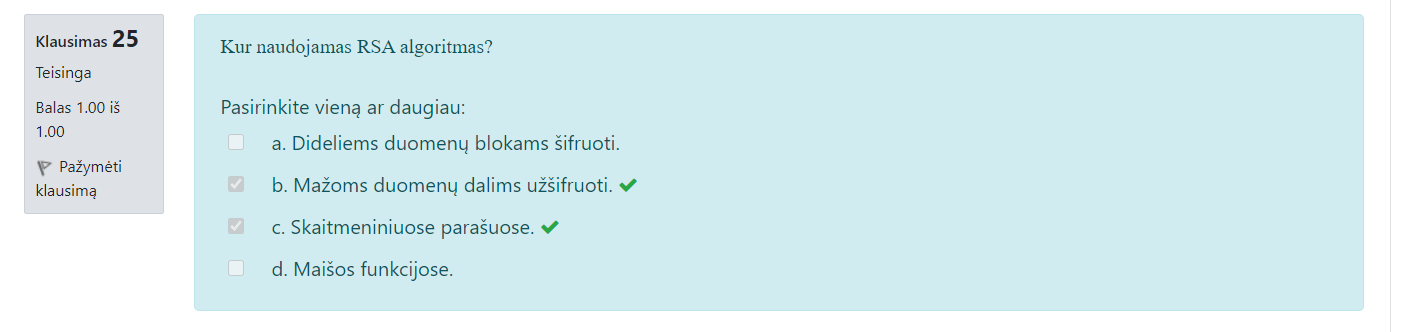 Klausimas 25
Teisinga
Balas 1.00 iš
1.00
Pažymėti
klausimą
Kur naudojamas RSA algoritmas?
Pasirinkite vieną ar daugiau:
a. Dideliems duomenų blokams šifruoti.
b. Mažoms duomenų dalims užšifruoti.
c. Skaitmeniniuose parašuose.
d. Maišos funkcijose.